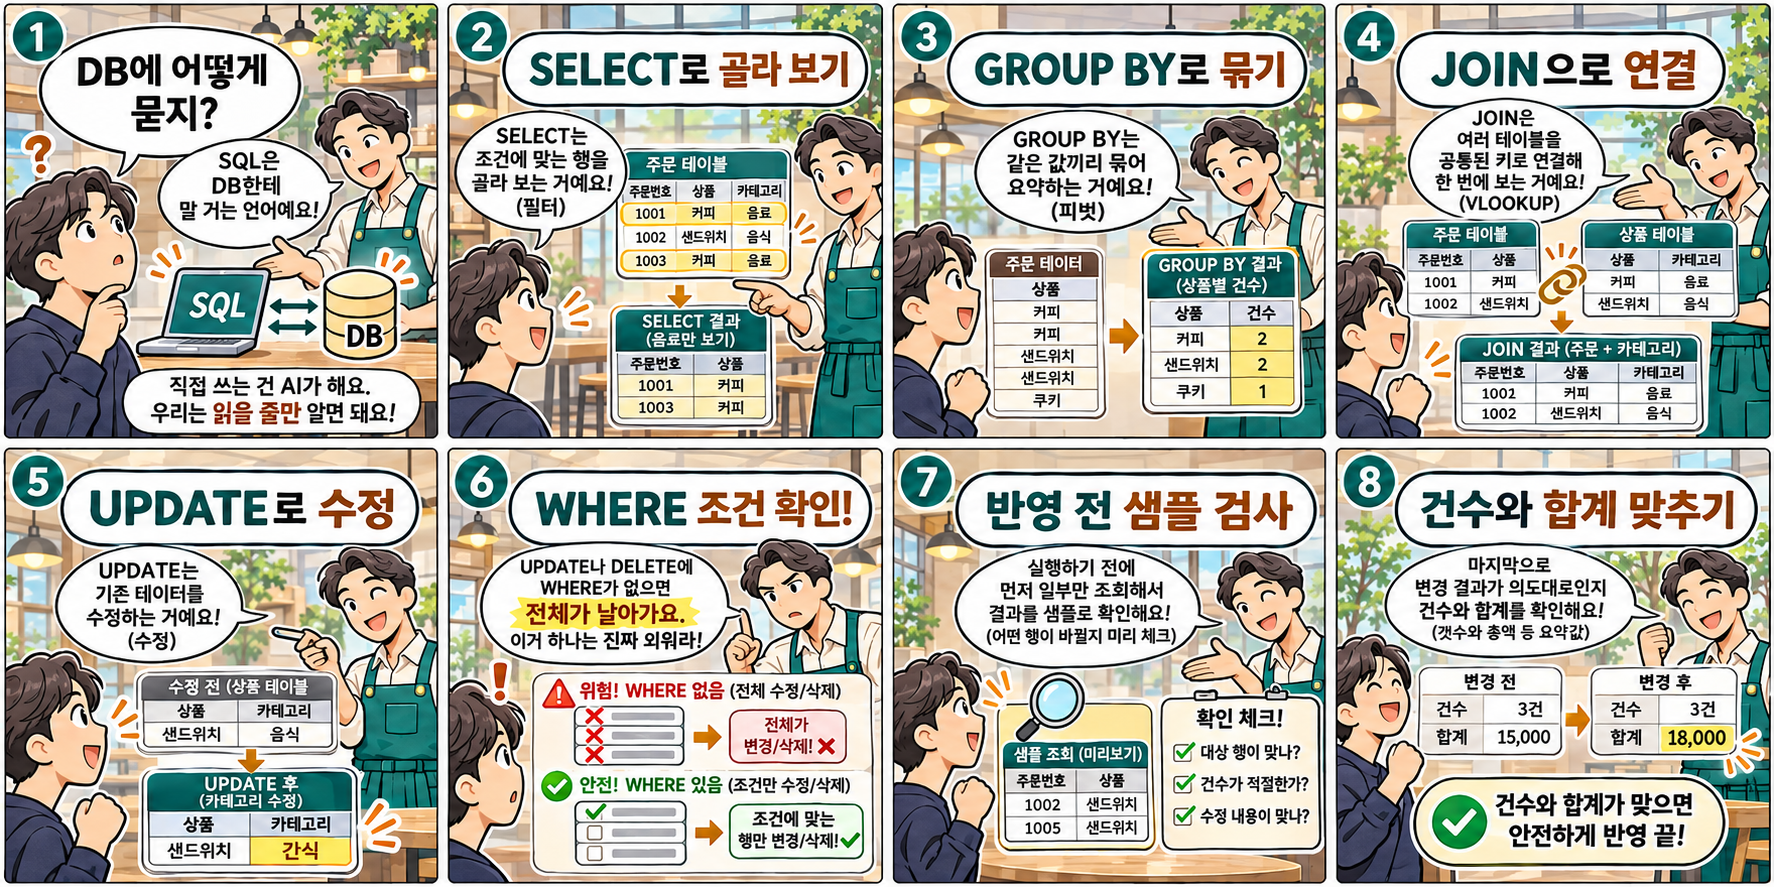 1
DB에 어떻게
묻지?
?
SQL은
DB한테
말 거는 언어예요!
SQL
DB
직접 쓰는 건 AI가 해요.
우리는 읽을 줄만 알면 돼요!
2
SELECT로 골라 보기
SELECT는
조건에 맞는 행을
골라 보는 거예요!
(필터)
주문 테이블
주문번호 상품 카테고리
1001 커피 음료
1002 샌드위치 음식
1003 커피 음료
SELECT 결과
(음료만 보기)
주문번호 상품
1001 커피
1003 커피
3
GROUP BY로 묶기
GROUP BY는
같은 값끼리 묶어
요약하는 거예요!
(피벗)
주문 테이터
상품
커피
커피
샌드위치
샌드위치
쿠키
GROUP BY 결과
(상품별 건수)
상품 건수
커피 2
샌드위치 2
쿠키 1
4
JOIN으로 연결
JOIN은
여러 테이블을
공통된 키로 연결해
한 번에 보는 거예요!
(VLOOKUP)
주문 테이블
주문번호 상품
1001 커피
1002 샌드위치
상품 테이블
상품 카테고리
커피 음료
샌드위치 음식
JOIN 결과 (주문 + 카테고리)
주문번호 상품 카테고리
1002 커피 음료
1002 샌드위치 음식
5
UPDATE로 수정
UPDATE는
기존 테이터를
수정하는 거예요!
(수정)
수정 전 (상품 테이블
상품 카테고리
샌드위치 음식
UPDATE 후
(카테고리 수정)
상품 카테고리
샌드위치 간식
6
WHERE 조건 확인!
UPDATE나 DELETE에
WHERE가 없으면
전체가 날아가요.
이거 하나는 진짜 외워라!
!
위험! WHERE 없음 (전체 수정/삭제)
전체가
변경/삭제!
안전! WHERE 있음 (조건만 수정/삭제)
조건에 맞는
행만 변경/삭제!
7
반영 전 샘플 검사
실행하기 전에
먼저 일부만 조회해서
결과를 샘플로 확인해요!
(어떤 행이 바뀔지 미리 체크)
샘플 조회 (미리보기)
주문번호 상품
1002 샌드위치
1005 샌드위치
확인 체크!
대상 행이 맞나?
건수가 적절한가?
수정 내용이 맞나?
8
건수와 합계 맞추기
마지막으로
변경 결과가 의도대로인지
건수와 합계를 확인해요!
(갯수와 총액 등 요약값)
변경 전
건수 3건
합계 15,000
변경 후
건수 3건
합계 18,000
건수와 합계가 맞으면
안전하게 반영 끝!